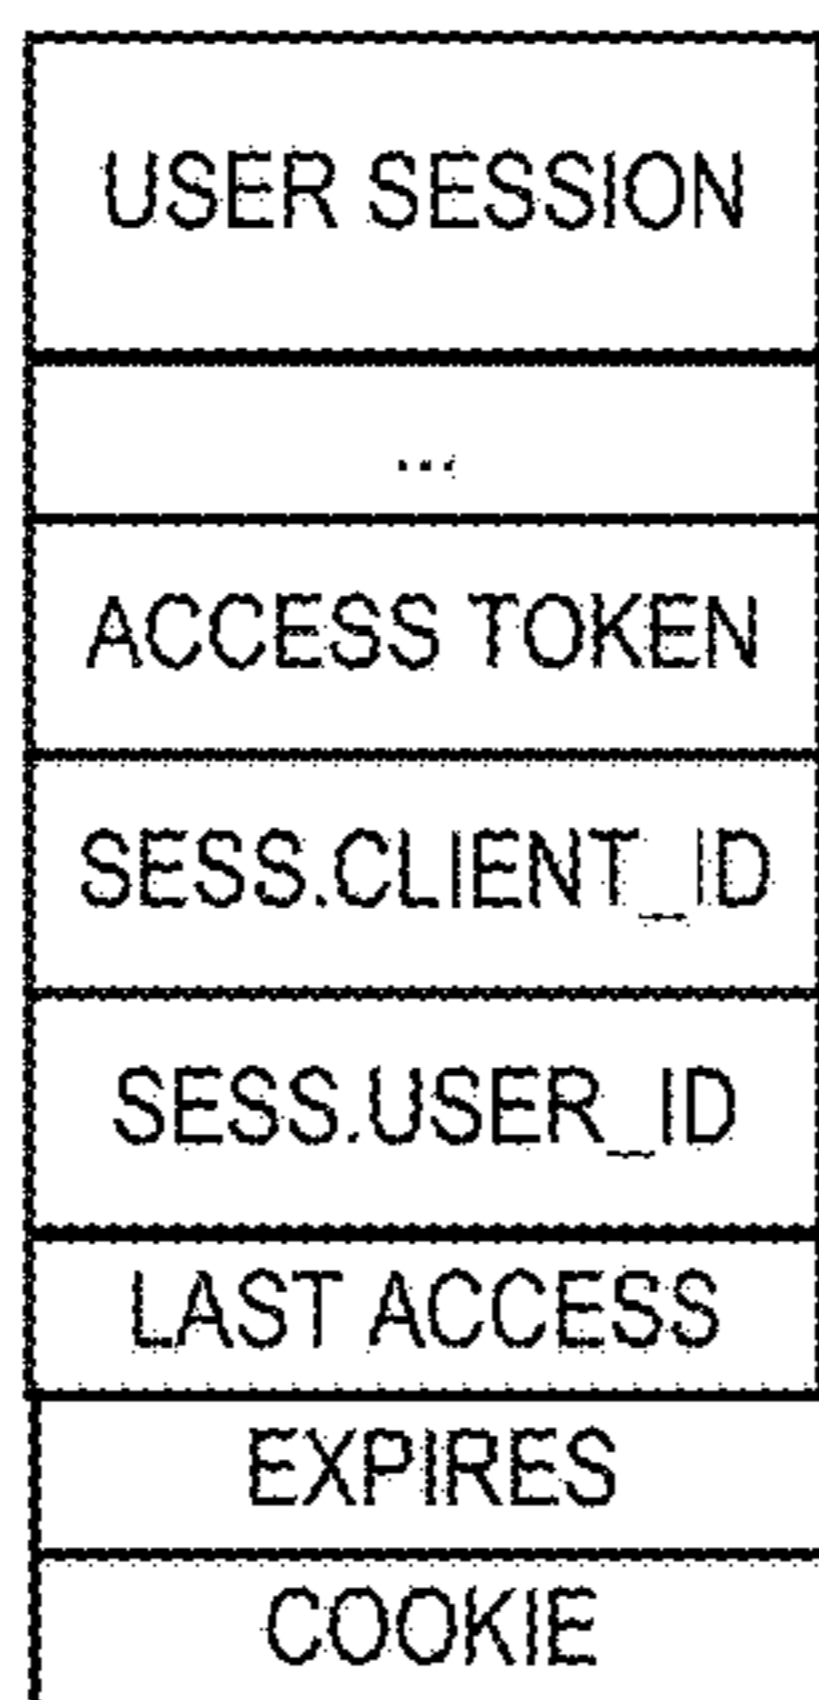 USER SESSION
...
ACCESS TOKEN
SESS.CLIENT_ID
SESS.USER_ID
LAST ACCESS
EXPIRES
COOKIE